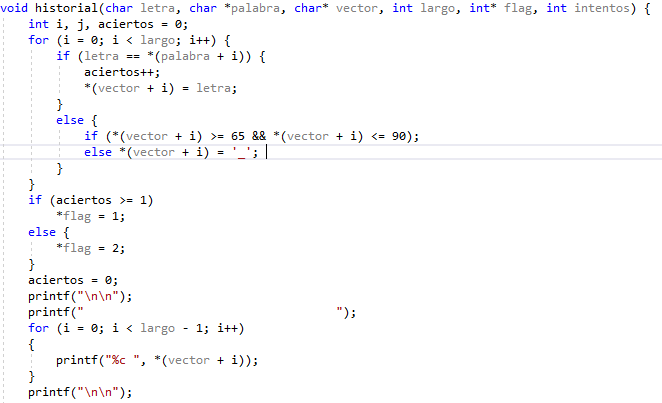 void historial(char letra, char *palabra, char* vector, int largo, int* flag, int intentos) {
    int i, j, aciertos = 0;
    for (i = 0; i < largo; i++) {
        if (letra == *(palabra + i)) {
            aciertos++;
            *(vector + i) = letra;
        }
        else {
            if (*(vector + i) >= 65 && *(vector + i) <= 90);
            else *(vector + i) = '_';
        }
    }
    if (aciertos >= 1)
        *flag = 1;
    else {
        *flag = 2;
    }
    aciertos = 0;
    printf("\n\n");
    printf("                                  ");
    for (i = 0; i < largo - 1; i++)
    {
        printf("%c ", *(vector + i));
    }
    printf("\n\n");